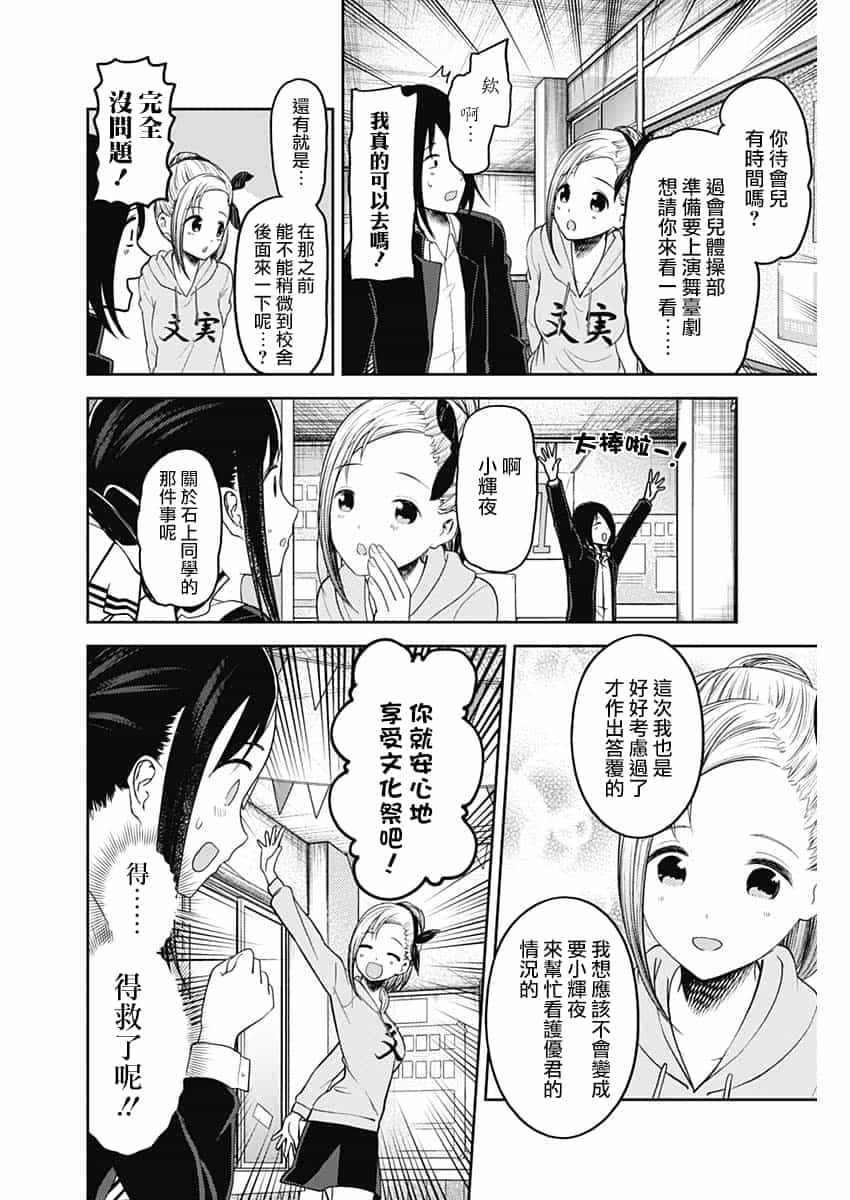 你待會兒
有時間嗎?
過會兒體操部
準備要上演舞臺劇
想請你來看一看……
欸
啊…
我真的可以去嗎!
文実
還有就是…
在那之前
能不能稍微到校舍
後面來一下呢…?
完全
沒問題!
文実
太棒啦—!
啊
小輝夜
關於石上同學的
那件事呢
這次我也是
好好考慮過了
才作出答覆的
我想應該不會變成
要小輝夜
來幫忙看護優君的
情況的
你就安心地
享受文化祭吧!
文
得……
得救了呢!!